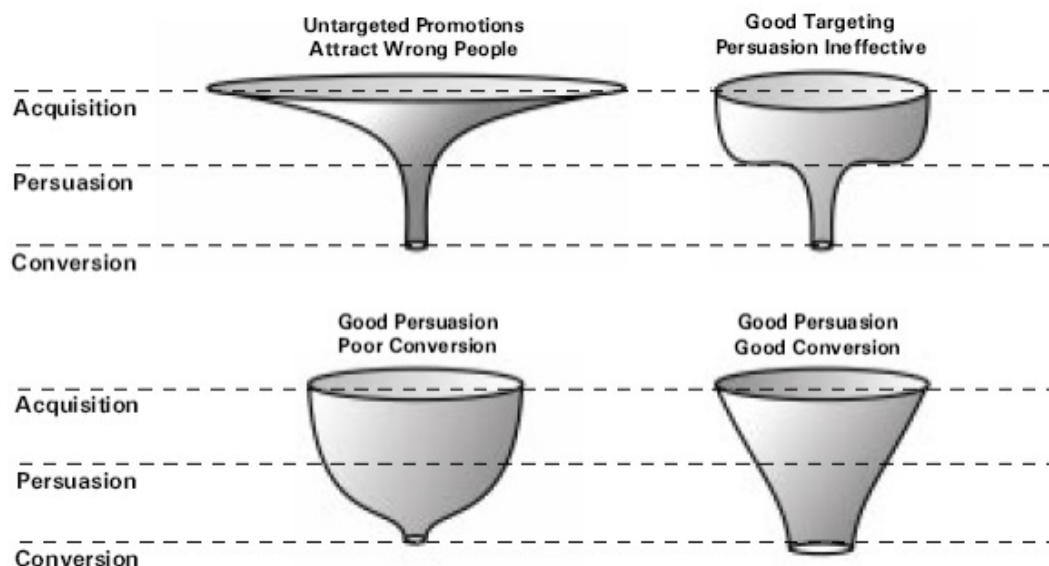 Untargeted Promotions
Attract Wrong People
Good Targeting
Persuasion Ineffective
Acquisition
Persuasion
Conversion
Good Persuasion
Poor Conversion
Good Persuasion
Good Conversion
Acquisition
Persuasion
Conversion